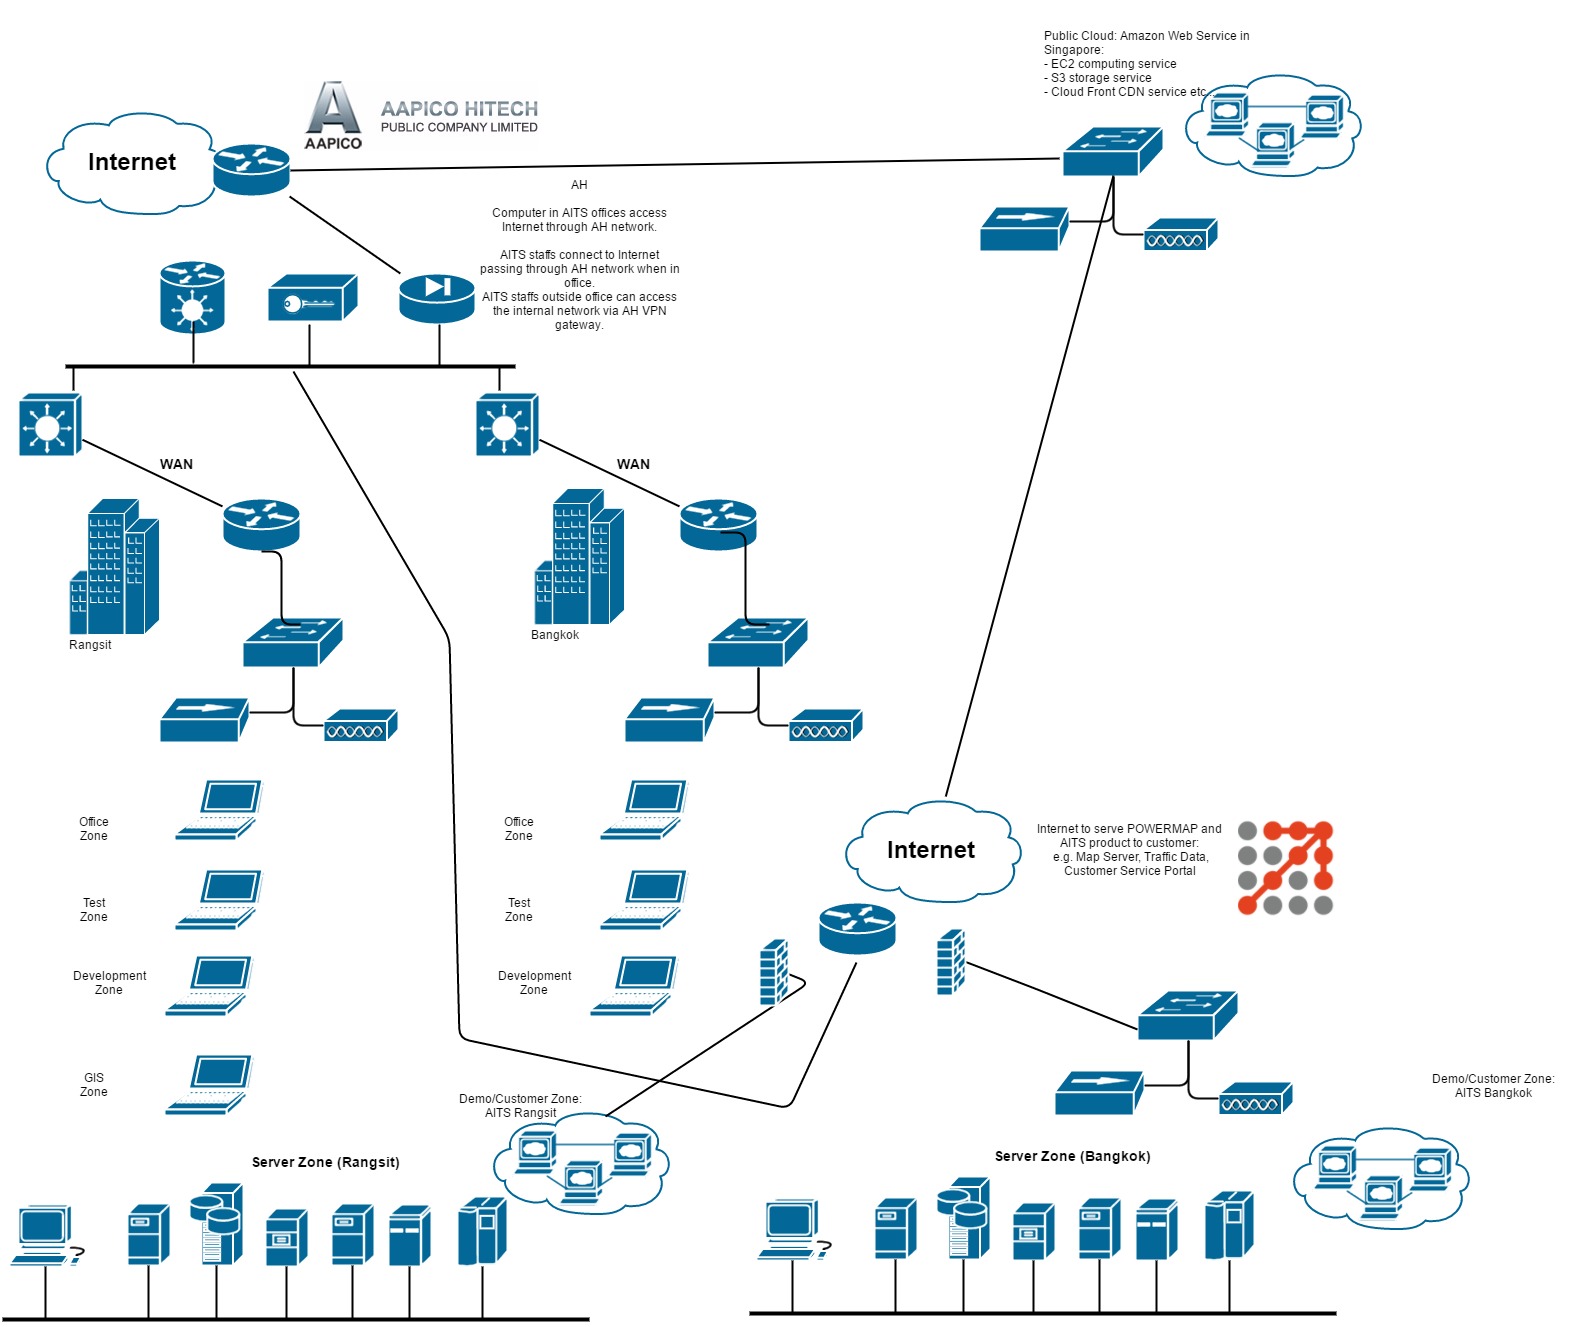 Public Cloud: Amazon Web Service in
Singapore:
- EC2 computing service
- S3 storage service
- Cloud Front CDN service etc...
AAPICO HITECH
PUBLIC COMPANY LIMITED
AAPICO
Internet
AH
Computer in AITS offices access
Internet through AH network.
AITS staffs connect to Internet
passing through AH network when in
office.
AITS staffs outside office can access
the internal network via AH VPN
gateway.
WAN
WAN
Rangsit
Bangkok
Office
Zone
Office
Zone
Internet
Internet to serve POWERMAP and
AITS product to customer:
e.g. Map Server, Traffic Data,
Customer Service Portal
Test
Zone
Test
Zone
Development
Zone
Development
Zone
GIS
Zone
Demo/Customer Zone:
AITS Rangsit
Demo/Customer Zone:
AITS Bangkok
Server Zone (Rangsit)
Server Zone (Bangkok)